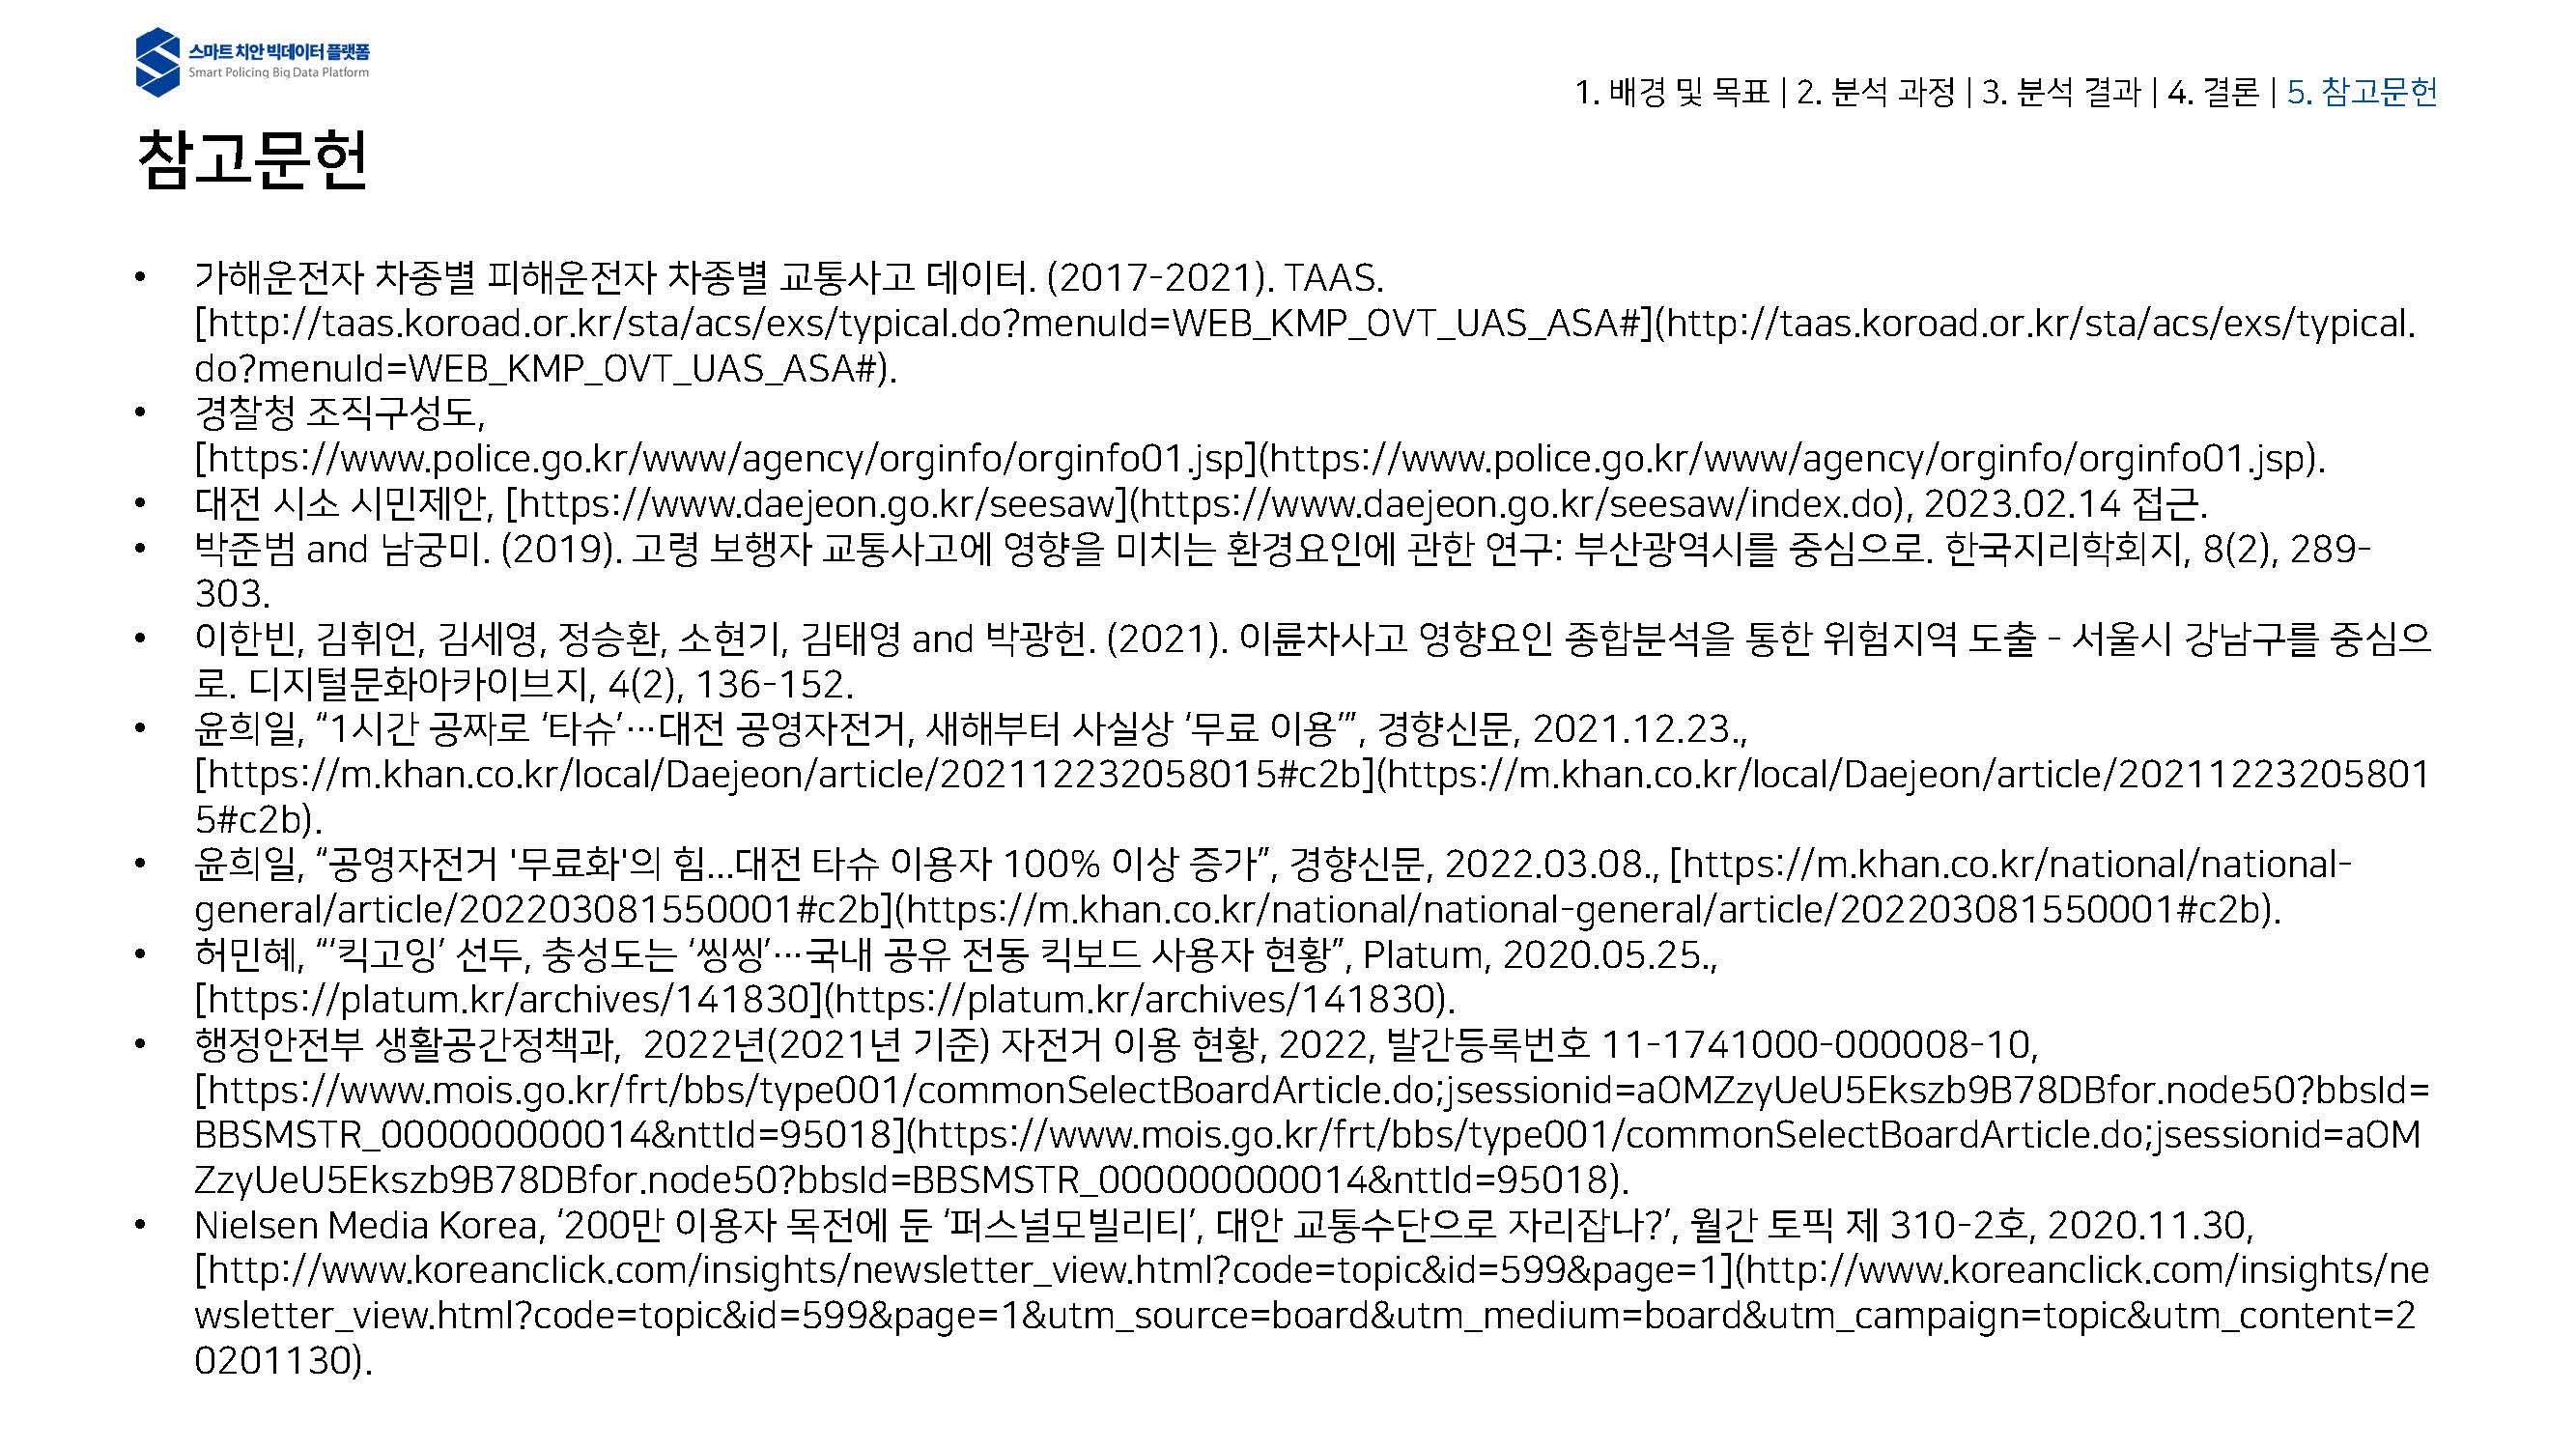 스마트 치안 빅데이터 플랫폼
Smart Policing Big Data Platform
1. 배경 및 목표 | 2. 분석 과정 | 3. 분석 결과 | 4. 결론 | 5. 참고문헌
참고문헌
• 가해운전자 차종별 피해운전자 차종별 교통사고 데이터. (2017-2021). TAAS.
[http://taas.koroad.or.kr/sta/acs/exs/typical.do?menuId=WEB_KMP_OVT_UAS_ASA#](http://taas.koroad.or.kr/sta/acs/exs/typical.
do?menuId=WEB_KMP_OVT_UAS_ASA#).
• 경찰청 조직구성도,
[https://www.police.go.kr/www/agency/orginfo/orginfo01.jsp](https://www.police.go.kr/www/agency/orginfo/orginfo01.jsp).
• 대전 시소 시민제안, [https://www.daejeon.go.kr/seesaw](https://www.daejeon.go.kr/seesaw/index.do), 2023.02.14 접근.
• 박준범 and 남궁미. (2019). 고령 보행자 교통사고에 영향을 미치는 환경요인에 관한 연구: 부산광역시를 중심으로. 한국지리학회지, 8(2), 289-
303.
• 이한빈, 김휘언, 김세영, 정승환, 소현기, 김태영 and 박광헌. (2021). 이륜차사고 영향요인 종합분석을 통한 위험지역 도출 - 서울시 강남구를 중심으
로. 디지털문화아카이브지, 4(2), 136-152.
• 윤희일, “1시간 공짜로 ‘타슈’…대전 공영자전거, 새해부터 사실상 ‘무료 이용’”, 경향신문, 2021.12.23.,
[https://m.khan.co.kr/local/Daejeon/article/202112232058015#c2b](https://m.khan.co.kr/local/Daejeon/article/20211223205801
5#c2b).
• 윤희일, “공영자전거 '무료화'의 힘...대전 타슈 이용자 100% 이상 증가”, 경향신문, 2022.03.08., [https://m.khan.co.kr/national/national-
general/article/202203081550001#c2b](https://m.khan.co.kr/national/national-general/article/202203081550001#c2b).
• 허민혜, “‘킥고잉’ 선두, 충성도는 ‘씽씽’…국내 공유 전동 킥보드 사용자 현황”, Platum, 2020.05.25.,
[https://platum.kr/archives/141830](https://platum.kr/archives/141830).
• 행정안전부 생활공간정책과, 2022년(2021년 기준) 자전거 이용 현황, 2022, 발간등록번호 11-1741000-000008-10,
[https://www.mois.go.kr/frt/bbs/type001/commonSelectBoardArticle.do;jsessionid=aOMZzyUeU5Ekszb9B78DBfor.node50?bbsId=
BBSMSTR_000000000014&nttId=95018](https://www.mois.go.kr/frt/bbs/type001/commonSelectBoardArticle.do;jsessionid=aOM
ZzyUeU5Ekszb9B78DBfor.node50?bbsId=BBSMSTR_000000000014&nttId=95018).
• Nielsen Media Korea, ‘200만 이용자 목전에 둔 ‘퍼스널모빌리티’, 대안 교통수단으로 자리잡나?’, 월간 토픽 제 310-2호, 2020.11.30,
[http://www.koreanclick.com/insights/newsletter_view.html?code=topic&id=599&page=1](http://www.koreanclick.com/insights/ne
wsletter_view.html?code=topic&id=599&page=1&utm_source=board&utm_medium=board&utm_campaign=topic&utm_content=2
0201130).